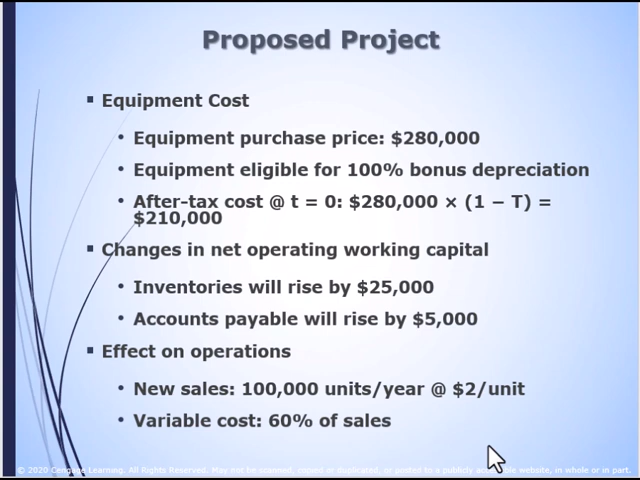 Proposed Project
▪ Equipment Cost
• Equipment purchase price: $280,000
• Equipment eligible for 100% bonus depreciation
• After-tax cost @ t = 0: $280,000 × (1 − T) =
$210,000
▪ Changes in net operating working capital
• Inventories will rise by $25,000
• Accounts payable will rise by $5,000
▪ Effect on operations
• New sales: 100,000 units/year @ $2/unit
• Variable cost: 60% of sales
© 2020 Cengage Learning. All Rights Reserved. May not be scanned, copied or duplicated, or posted to a publicly accessible website, in whole or in part.